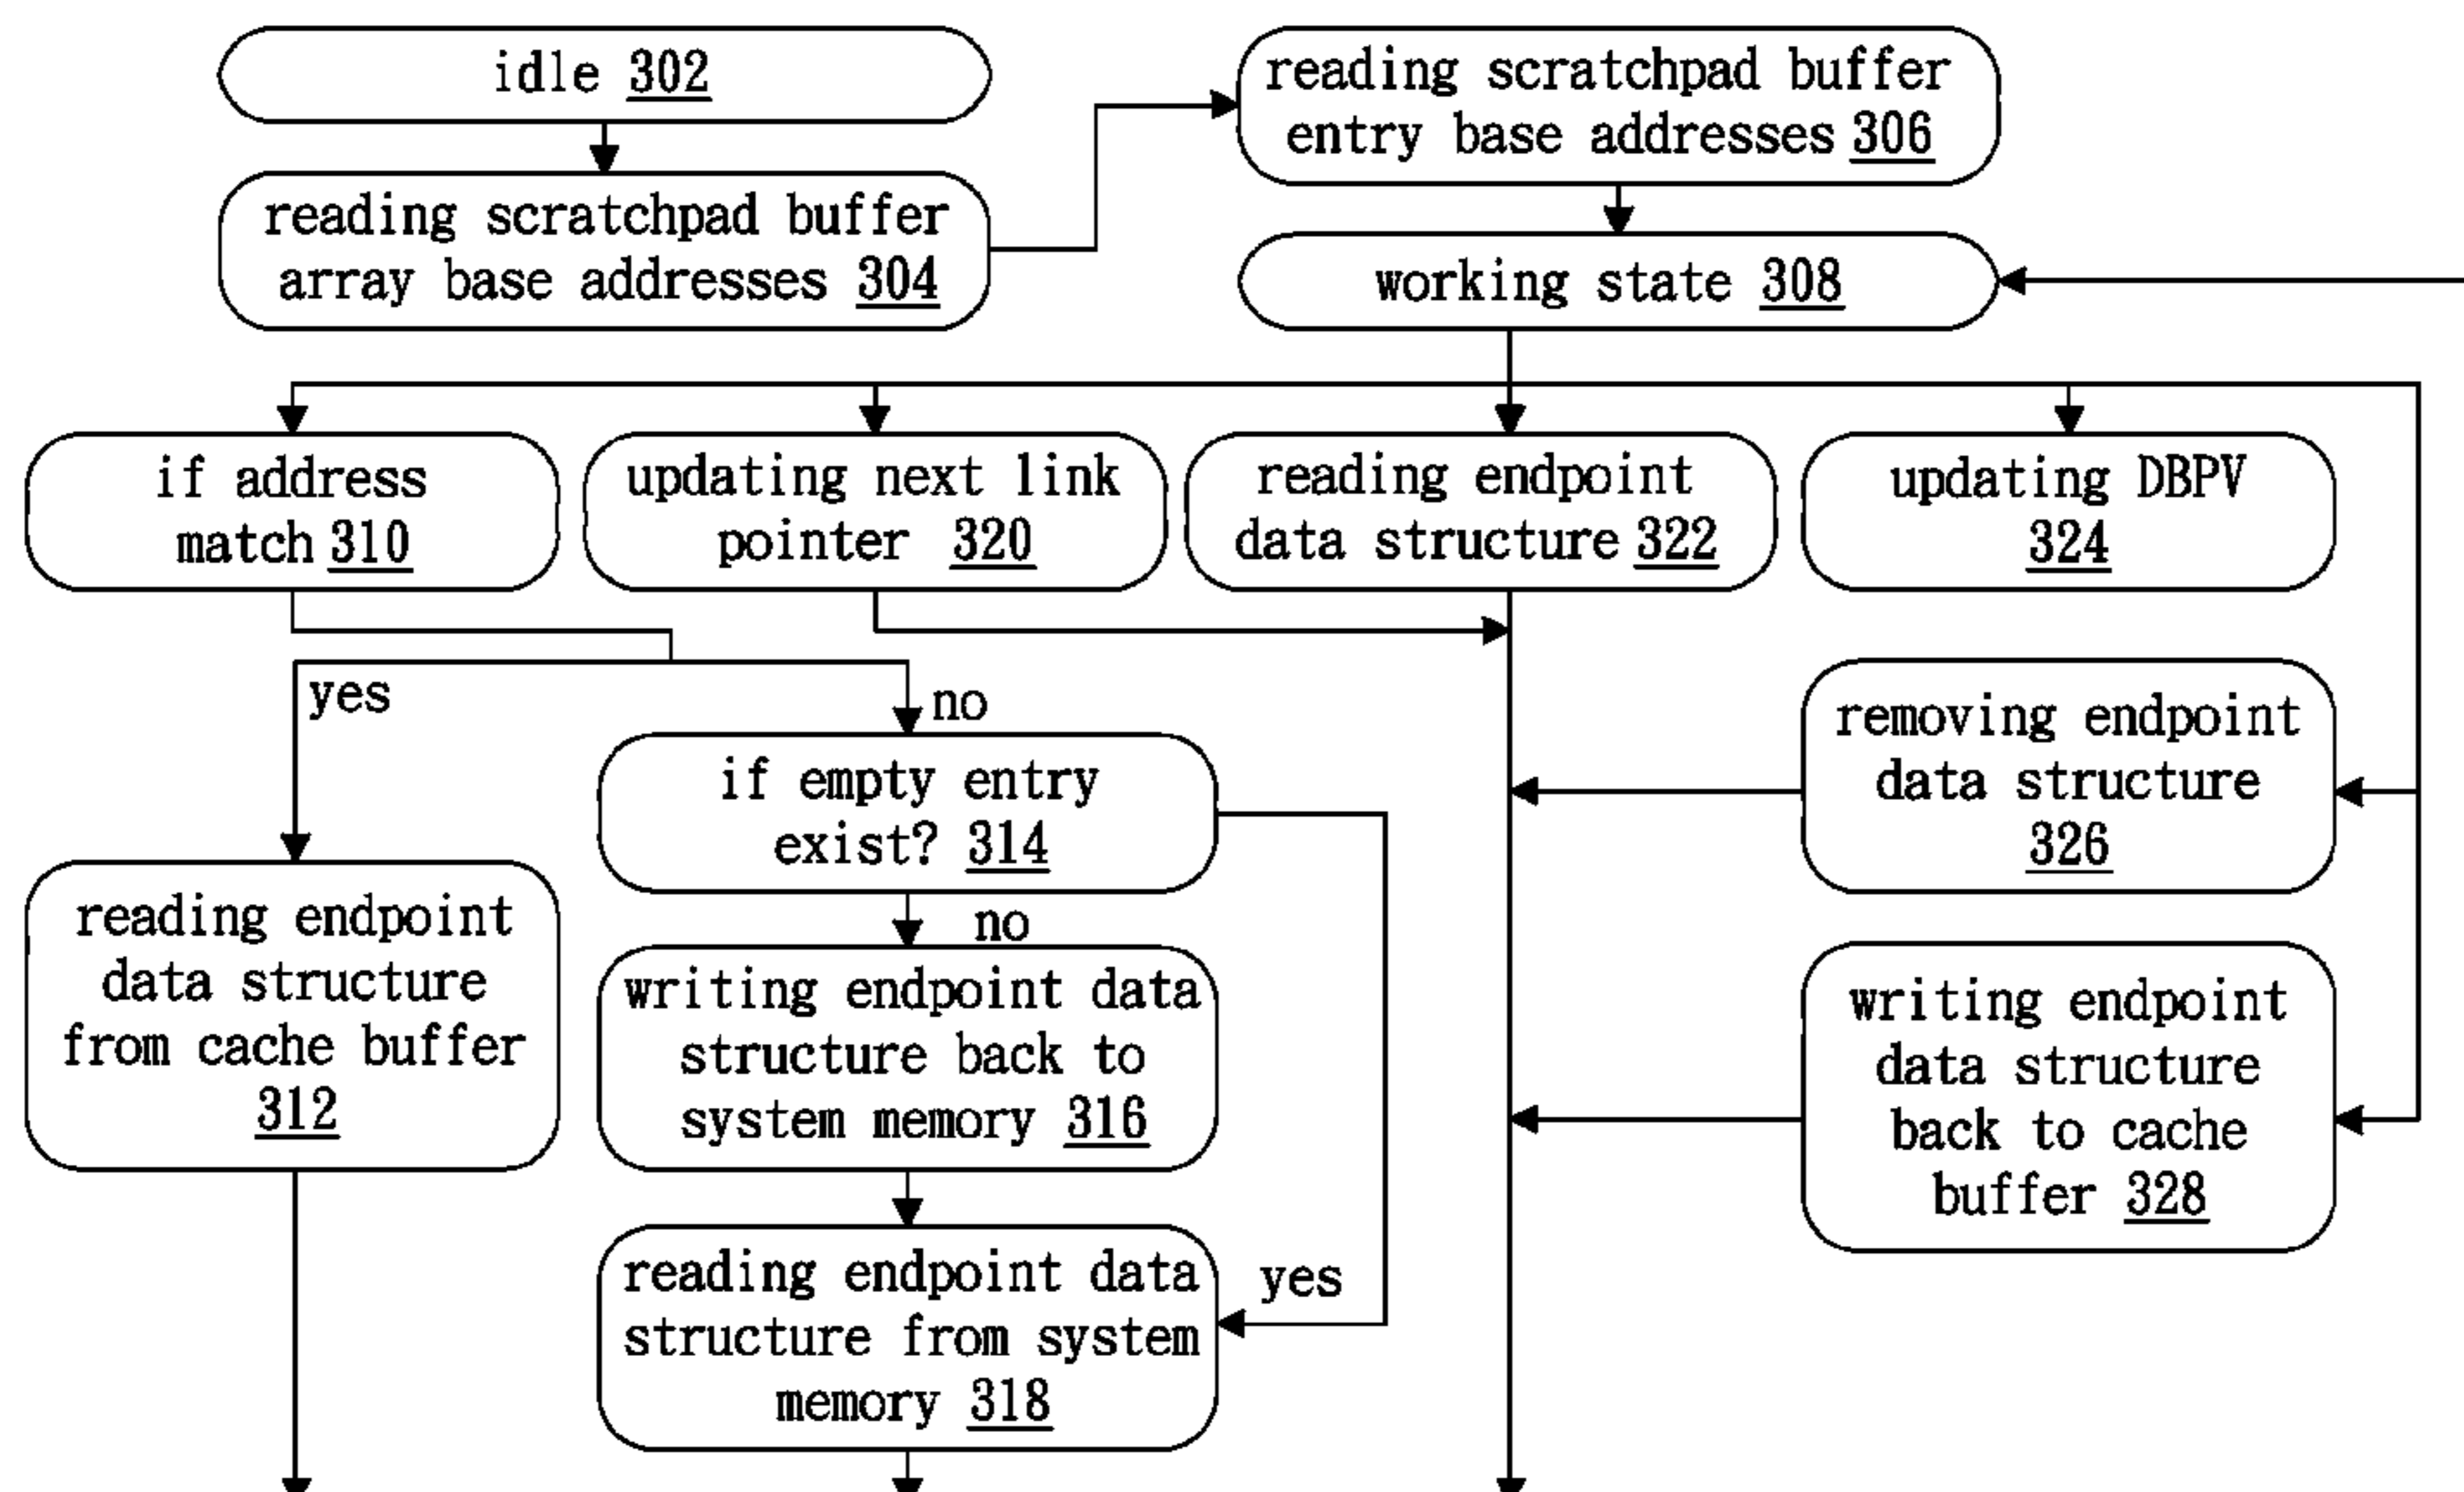 idle 302
reading scratchpad buffer
array base addresses 304
reading scratchpad buffer
entry base addresses 306
working state 308
if address
match 310
updating next link
pointer 320
reading endpoint
data structure 322
updating DBPV
324
yes
no
if empty entry
exist? 314
removing endpoint
data structure
326
reading endpoint
data structure
from cache buffer
312
no
writing endpoint data
structure back to
system memory 316
writing endpoint
data structure
back to cache
buffer 328
reading endpoint data
structure from system
memory 318
yes